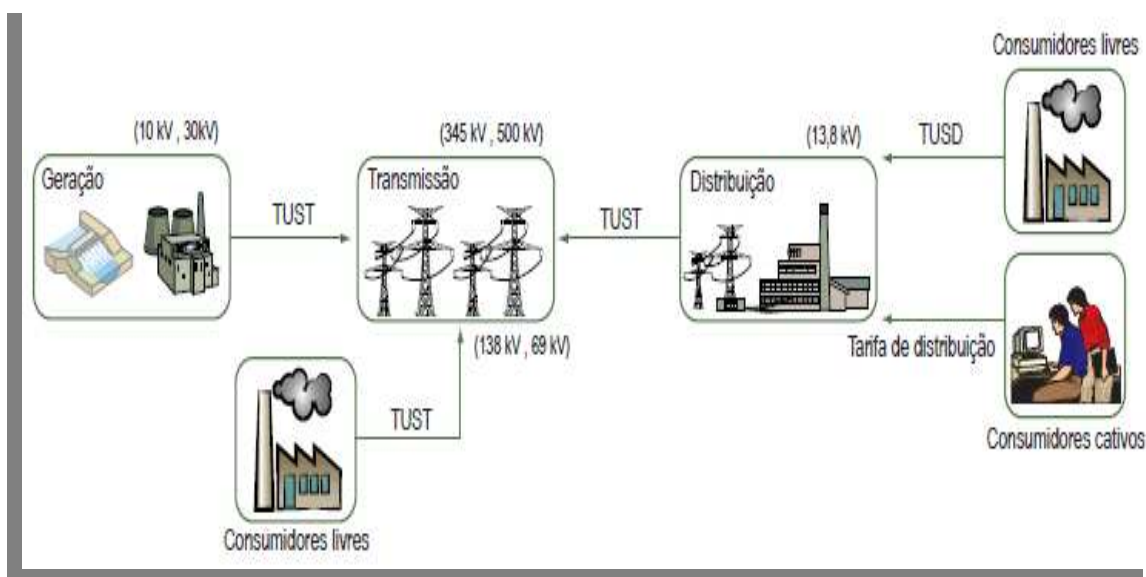 Consumidores livres
(10 kV , 30kV)
(345 kV , 500 kV)
(13,8 kV)
TUSD
Geração
Transmissão
Distribuição
TUST
TUST
(138 kV , 69 kV)
Tarifa de distribuição
TUST
Consumidores cativos
Consumidores livres